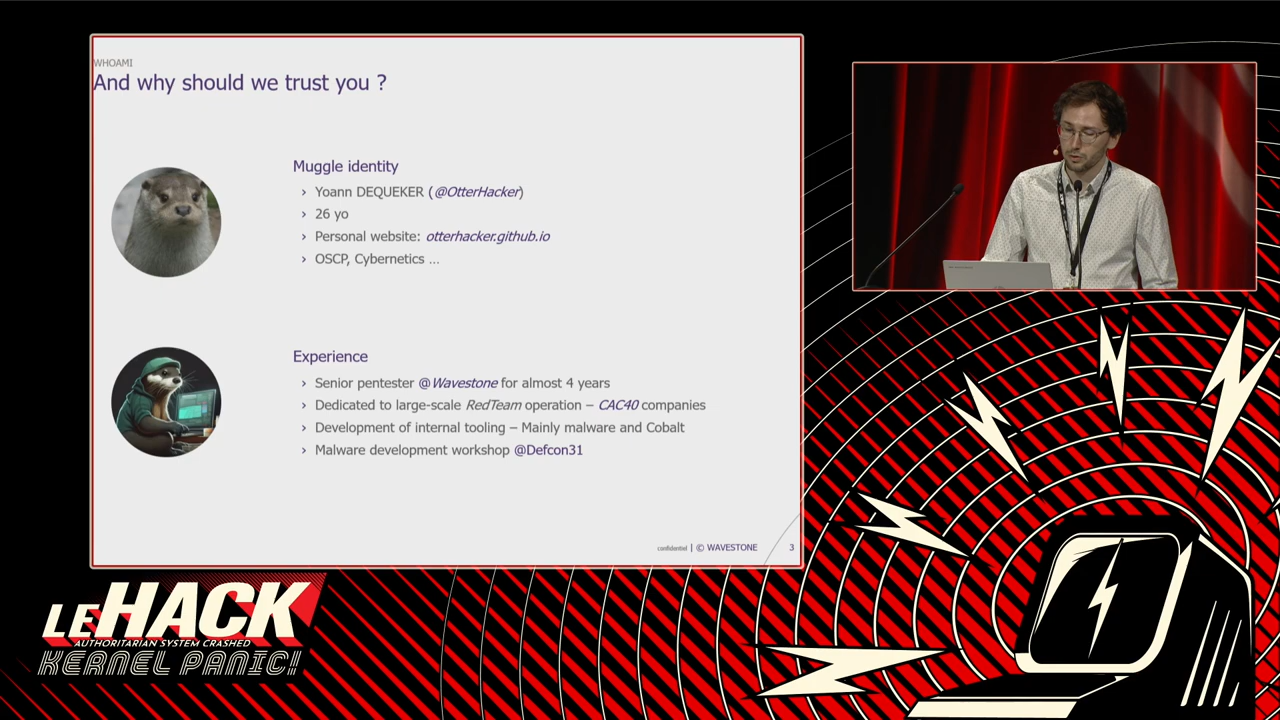 WHOAMI
And why should we trust you ?
Muggle identity
› Yoann DEQUEKER (@OtterHacker)
› 26 yo
› Personal website: otterhacker.github.io
› OSCP, Cybernetics ...
Experience
› Senior pentester @Wavestone for almost 4 years
› Dedicated to large-scale RedTeam operation – CAC40 companies
› Development of internal tooling – Mainly malware and Cobalt
› Malware development workshop @Defcon31
confidential | © WAVESTONE 3
LEHACK
AUTHORITARIAN SYSTEM CRASHED
KERNEL PANIC!